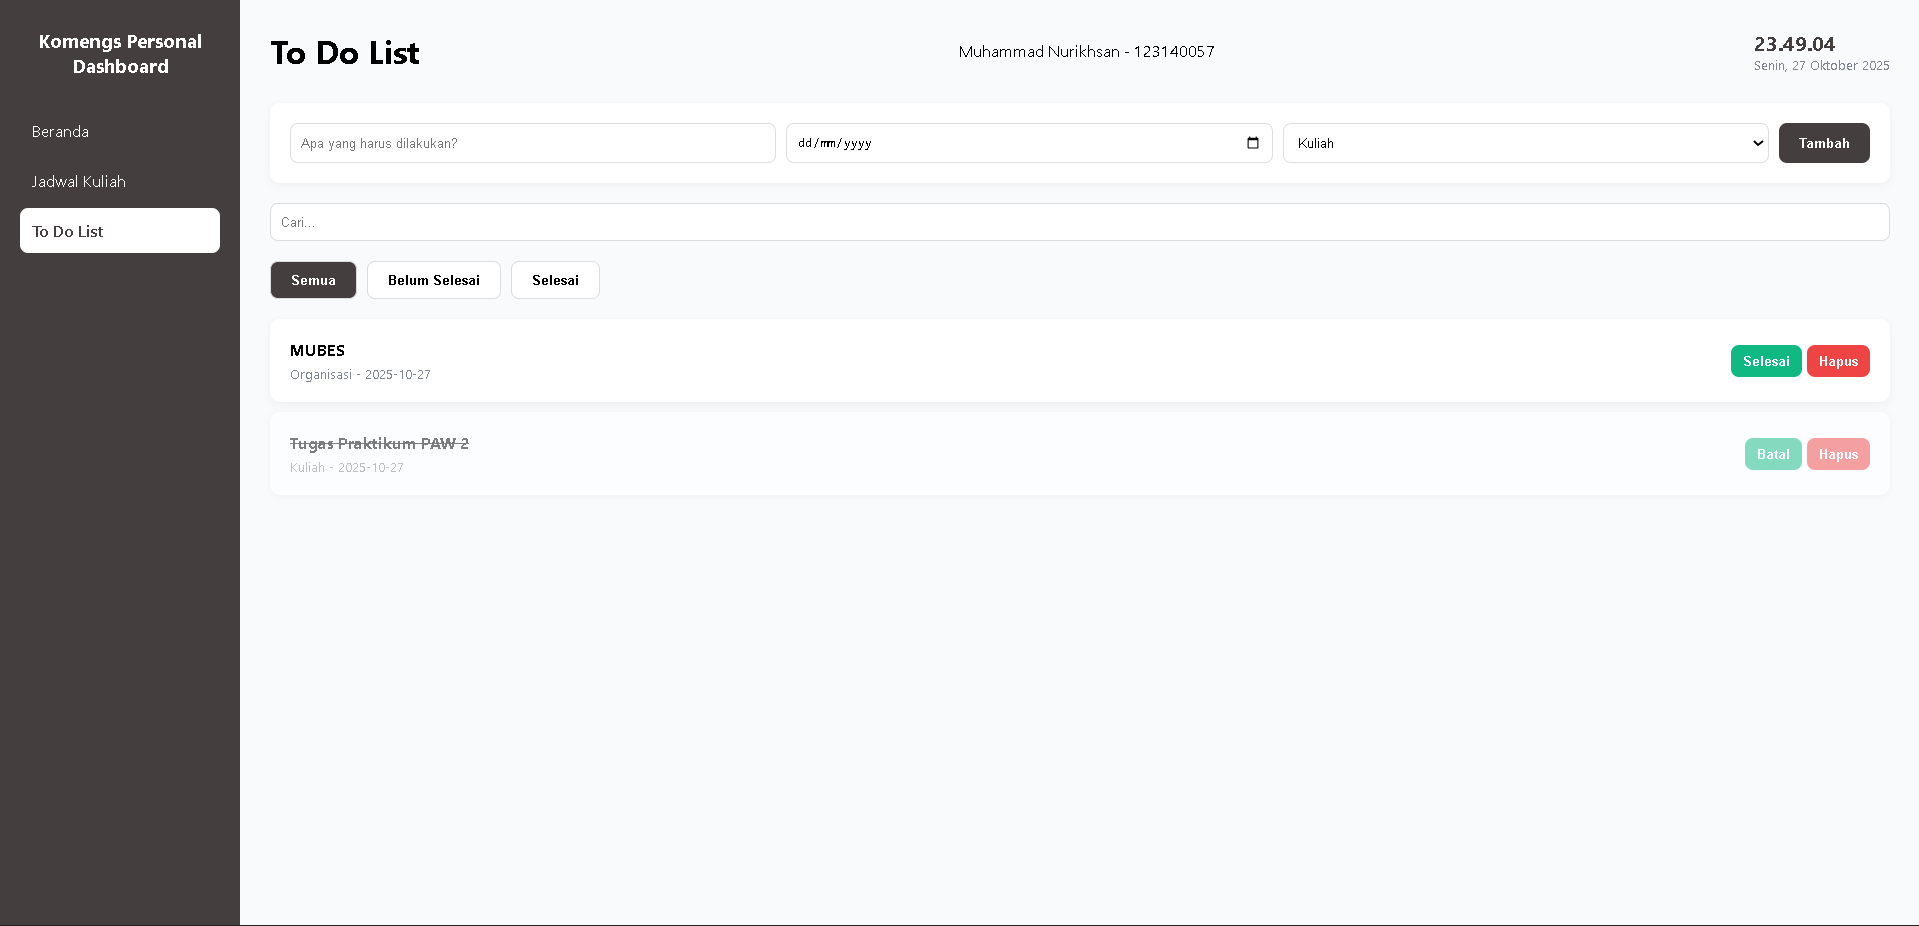 Komengs Personal
Dashboard
Beranda
Jadwal Kuliah
To Do List
To Do List
Muhammad Nurikhsan - 123140057
23.49.04
Senin, 27 Oktober 2025
Apa yang harus dilakukan?
dd/mm/yyyy
Kuliah
Tambah
Cari...
Semua
Belum Selesai
Selesai
MUBES
Organisasi - 2025-10-27
Selesai
Hapus
Tugas Praktikum PAW 2
Kuliah - 2025-10-27
Batal
Hapus